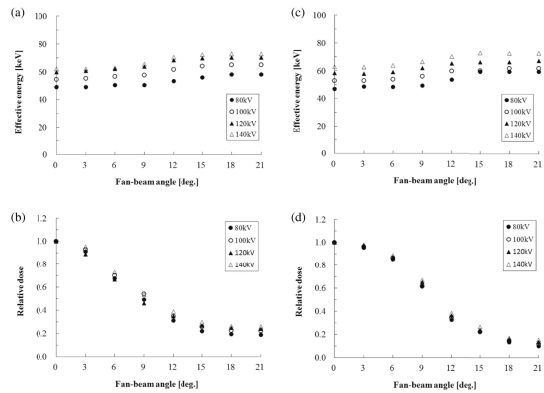 (a)
Effective energy [keV]
100
80
60
40
20
0
80kV
100kV
120kV
140kV
0 3 6 9 12 15 18 21
Fan-beam angle [deg.]
(c)
Effective energy [keV]
100
80
60
40
20
0
80kV
100kV
120kV
140kV
0 3 6 9 12 15 18 21
Fan-beam angle [deg.]
(b)
Relative dose
1.2
1.0
0.8
0.6
0.4
0.2
0.0
80kV
100kV
120kV
140kV
0 3 6 9 12 15 18 21
Fan-beam angle [deg.]
(d)
Relative dose
1.2
1.0
0.8
0.6
0.4
0.2
0.0
80kV
100kV
120kV
140kV
0 3 6 9 12 15 18 21
Fan-beam angle [deg.]